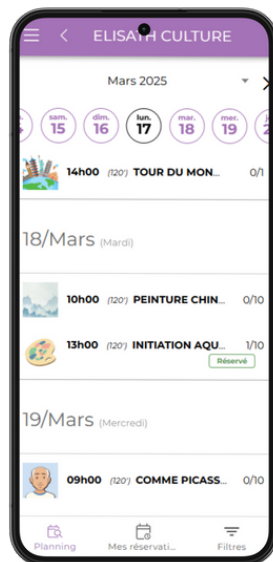 ELISATH CULTURE
Mars 2025
sam. dim. lun. mar. mer.
15 16 17 18 19
14h00 (120') TOUR DU MON... 0/1
18/Mars (Mardi)
10h00 (120') PEINTURE CHIN... 0/10
13h00 (120') INITIATION AQU... 1/10
Réservé
19/Mars (Mercredi)
09h00 (120') COMME PICASS... 0/10
Planning Mes réservati... Filtres